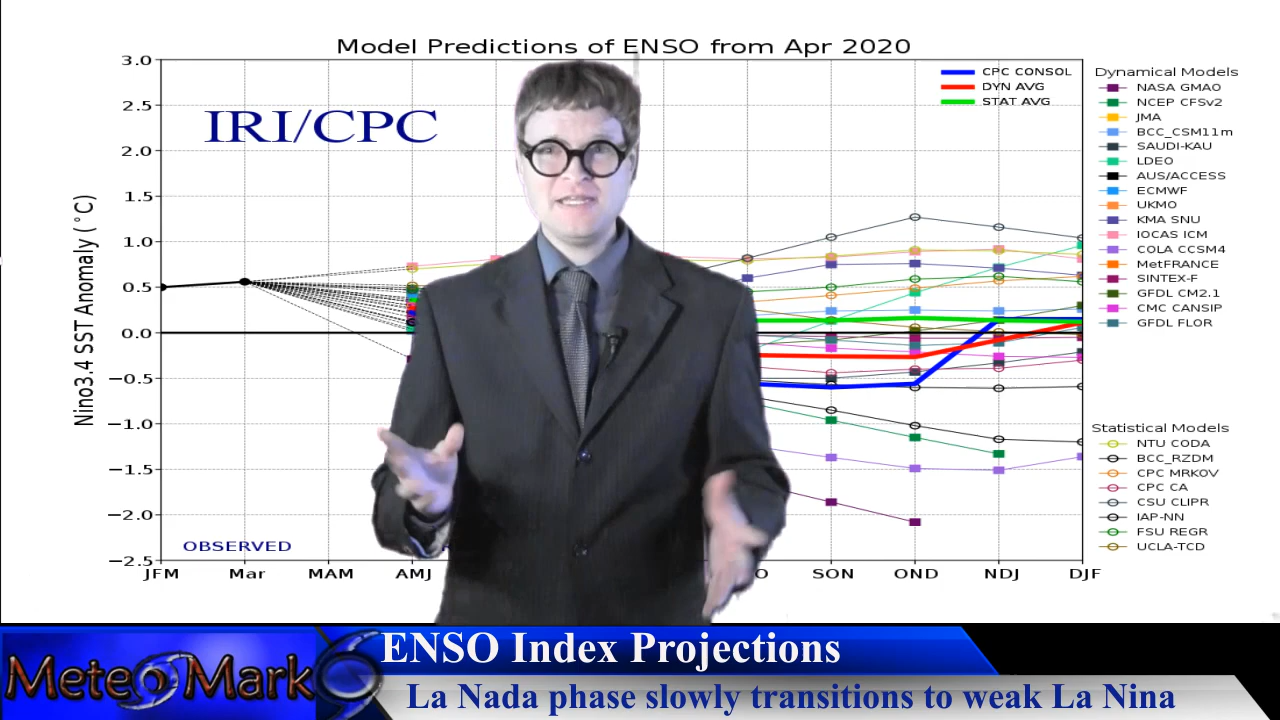 Model Predictions of ENSO from Apr 2020
IRI/CPC
CPC CONSOL
DYN AVG
STAT AVG
Dynamical Models
NASA GMAO
NCEP CFSv2
JMA
BCC_CSM11m
SAUDI-KAU
LDEO
AUS/ACCESS
ECMWF
UKMO
KMA SNU
IOCAS ICM
COLA CCSM4
MetFRANCE
SINTEX-F
GFDL CM2.1
CMC CANSIP
GFDL FLOR
Statistical Models
NTU CODA
BCC_RZDM
CPC MRKOV
CPC CA
CSU CLIPR
IAP-NN
FSU REGR
UCLA-TCD
Nino3.4 SST Anomaly (°C)
3.0
2.5
2.0
1.5
1.0
0.5
0.0
−0.5
−1.0
−1.5
−2.0
−2.5
OBSERVED
JFM Mar MAM AMJ SON OND NDJ DJF
MeteoMark
ENSO Index Projections
La Nada phase slowly transitions to weak La Nina